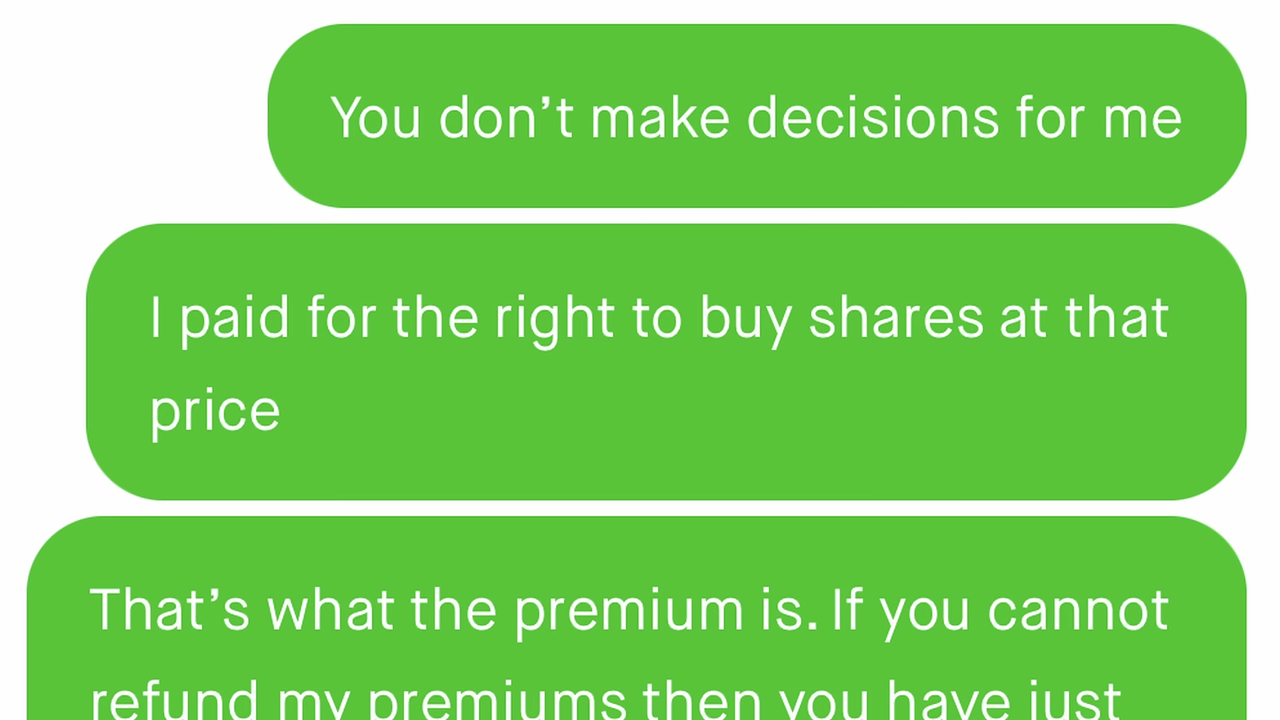 You don’t make decisions for me
I paid for the right to buy shares at that
price
That’s what the premium is. If you cannot
refund my premiums then you have just